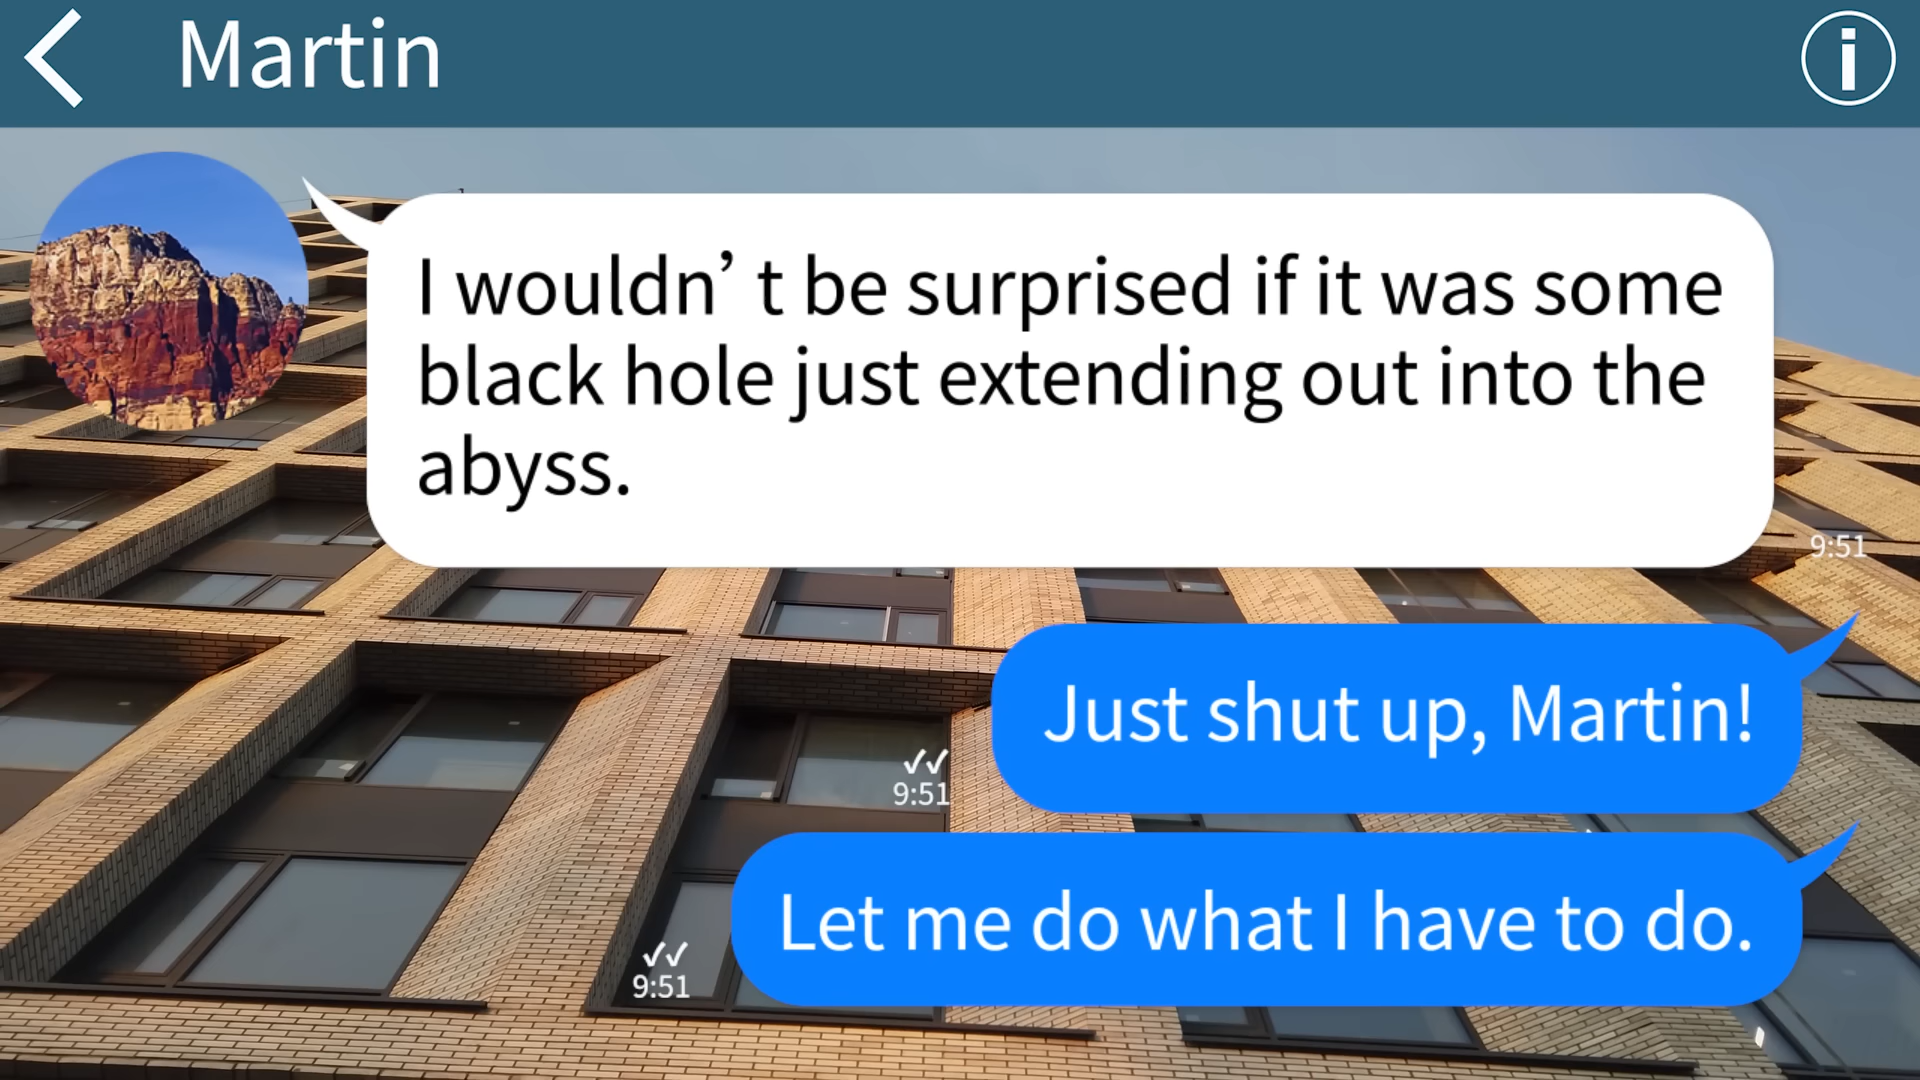 Martin
I wouldn’t be surprised if it was some
black hole just extending out into the
abyss.
9:51
Just shut up, Martin!
9:51
Let me do what I have to do.
9:51